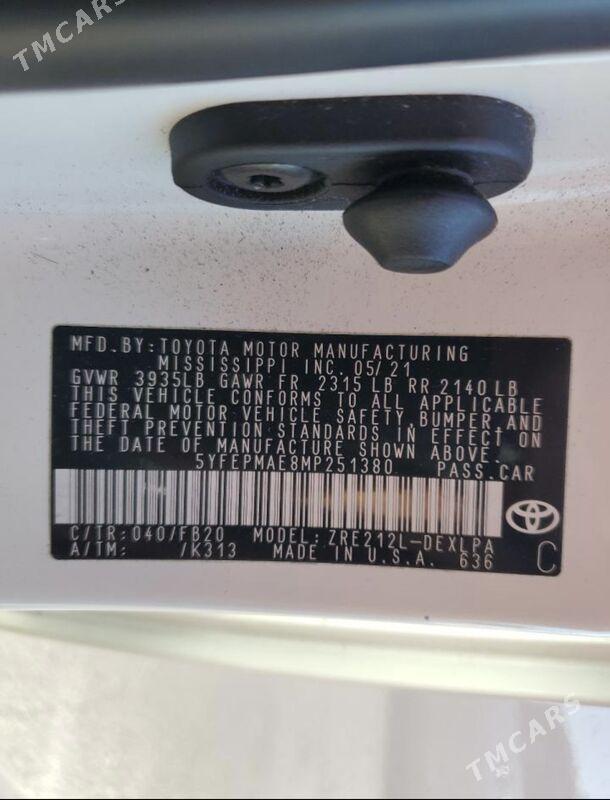 TMCARS
MFD. BY: TOYOTA MOTOR MANUFACTURING
MISSISSIPPI INC. 05/21
GVWR 3935LB GAWR FR 2315 LB RR 2140 LB
THIS VEHICLE CONFORMS TO ALL APPLICABLE
FEDERAL MOTOR VEHICLE SAFETY, BUMPER, AND
THEFT PREVENTION STANDARDS IN EFFECT ON
THE DATE OF MANUFACTURE SHOWN ABOVE.
5YFEPMAE8MP251380 PASS. CAR
C/TR: 040/FB20 MODEL: ZRE212L-DEXLPA
A/TM: /K313 MADE IN U.S.A. 636 C
TMCARS